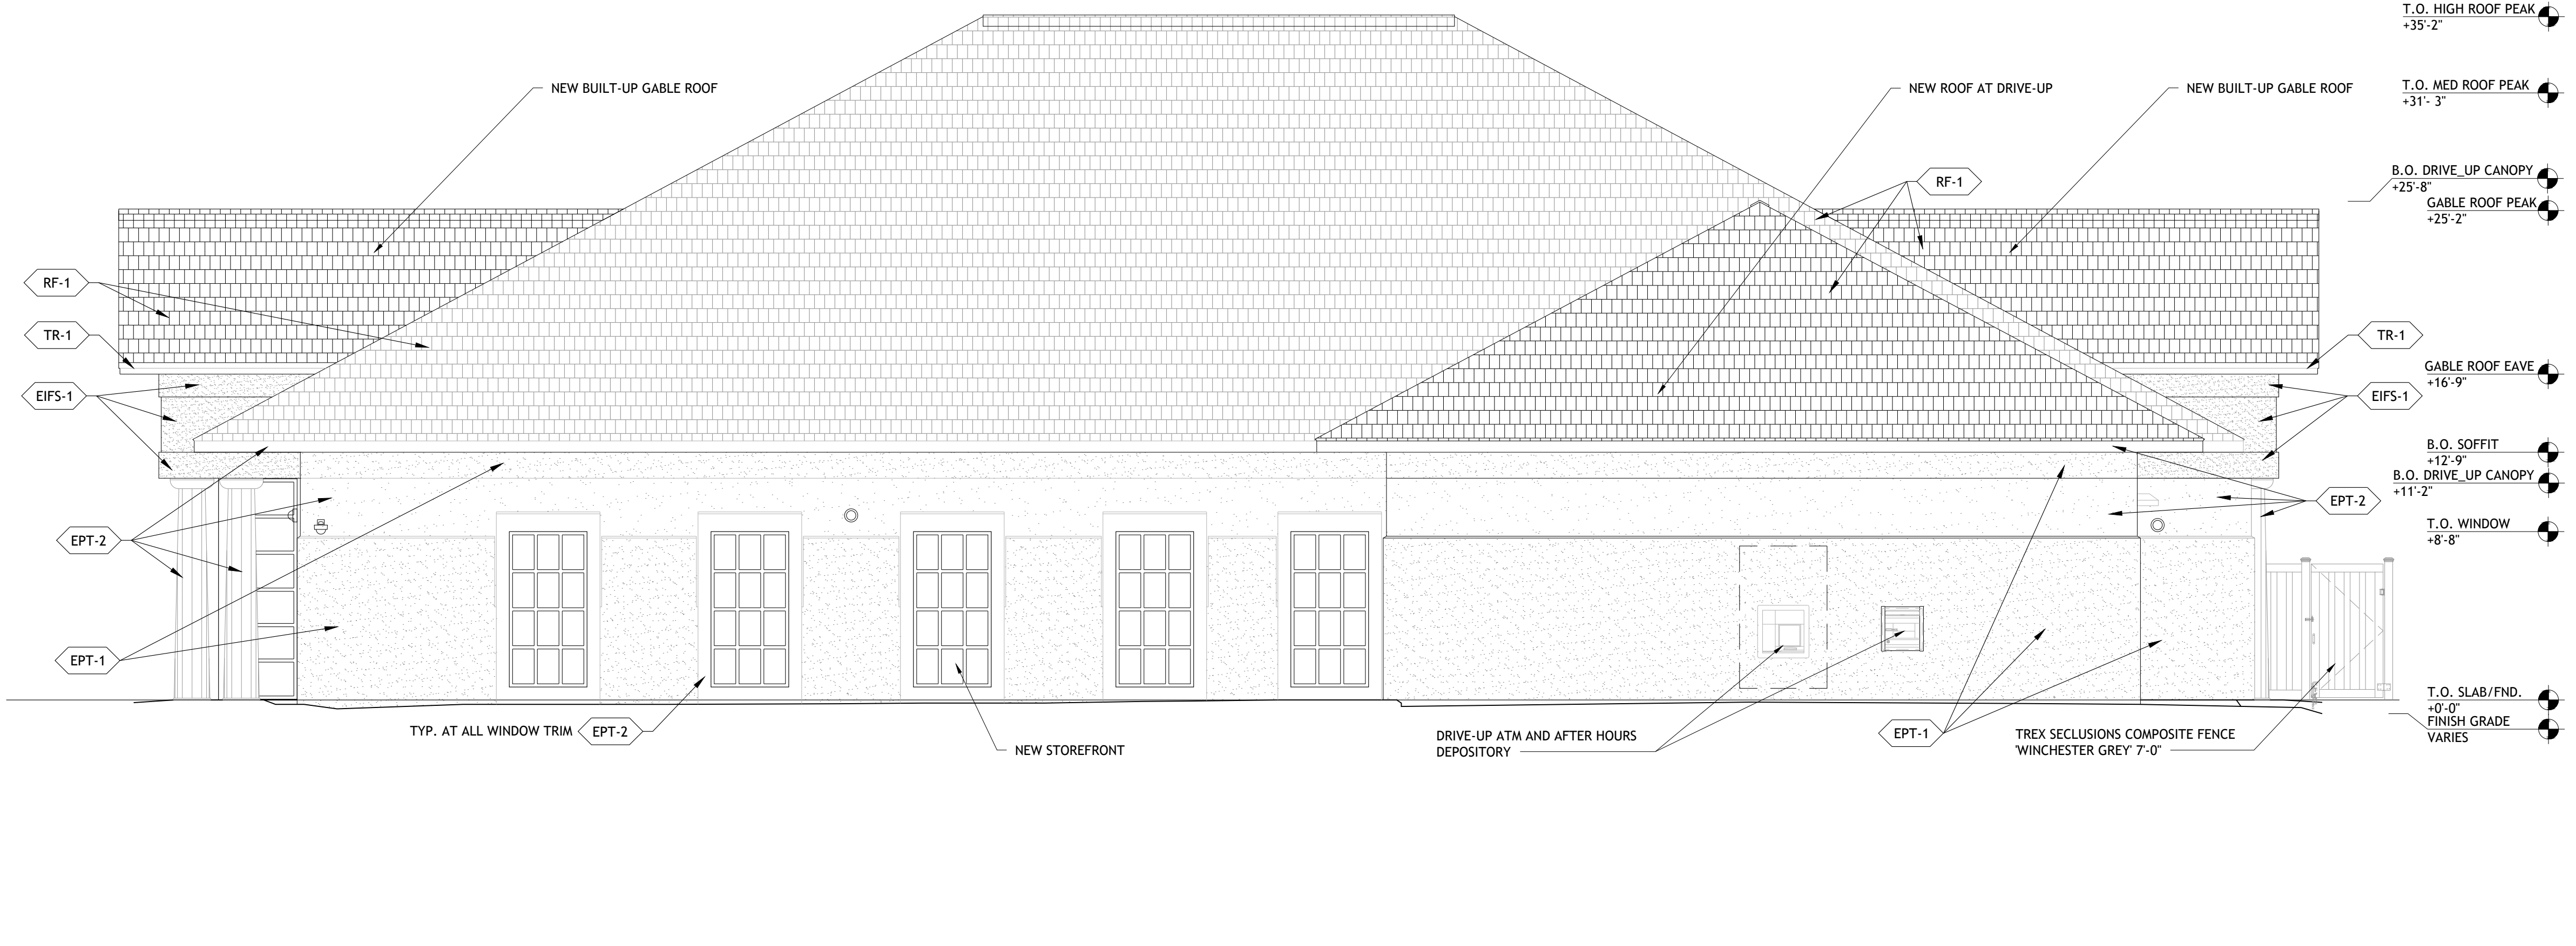 T.O. HIGH ROOF PEAK
+35'-2"
NEW BUILT-UP GABLE ROOF
NEW ROOF AT DRIVE-UP
NEW BUILT-UP GABLE ROOF
T.O. MED ROOF PEAK
+31'- 3"
B.O. DRIVE_UP CANOPY
+25'-8"
RF-1
GABLE ROOF PEAK
+25'-2"
RF-1
TR-1
TR-1
GABLE ROOF EAVE
+16'-9"
EIFS-1
EIFS-1
B.O. SOFFIT
+12'-9"
B.O. DRIVE_UP CANOPY
+11'-2"
EPT-2
EPT-2
T.O. WINDOW
+8'-8"
EPT-1
T.O. SLAB/FND.
+0'-0"
FINISH GRADE
VARIES
TYP. AT ALL WINDOW TRIM
EPT-2
NEW STOREFRONT
DRIVE-UP ATM AND AFTER HOURS
DEPOSITORY
EPT-1
TREX SECLUSIONS COMPOSITE FENCE
'WINCHESTER GREY' 7'-0"